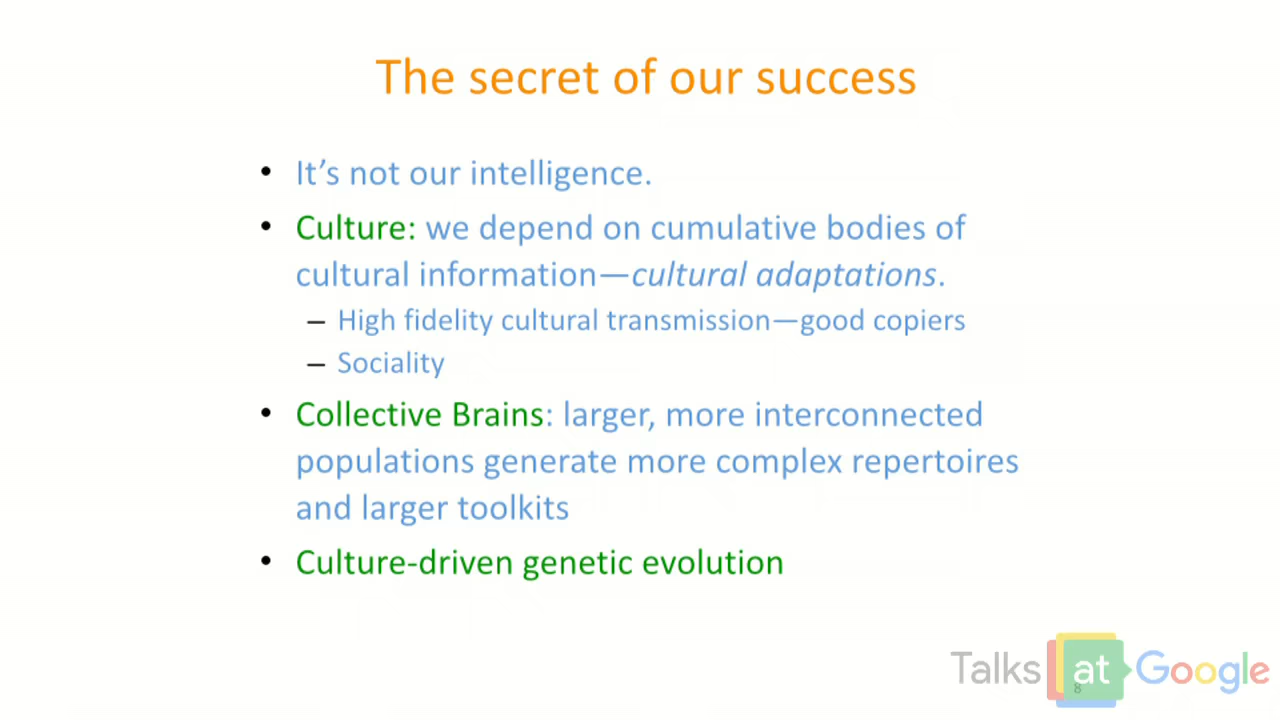 The secret of our success
• It’s not our intelligence.
• Culture: we depend on cumulative bodies of
cultural information—cultural adaptations.
– High fidelity cultural transmission—good copiers
– Sociality
• Collective Brains: larger, more interconnected
populations generate more complex repertoires
and larger toolkits
• Culture-driven genetic evolution
Talks at Google
8